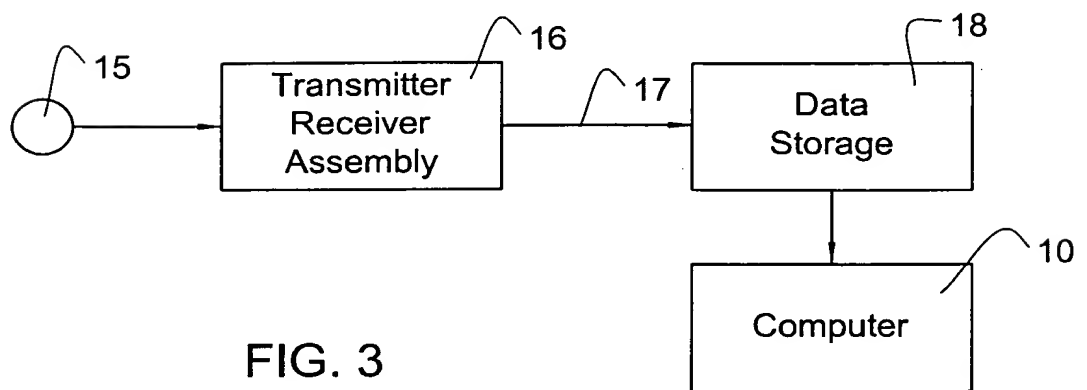 15
16
Transmitter
Receiver
Assembly
17
18
Data
Storage
10
Computer
FIG. 3